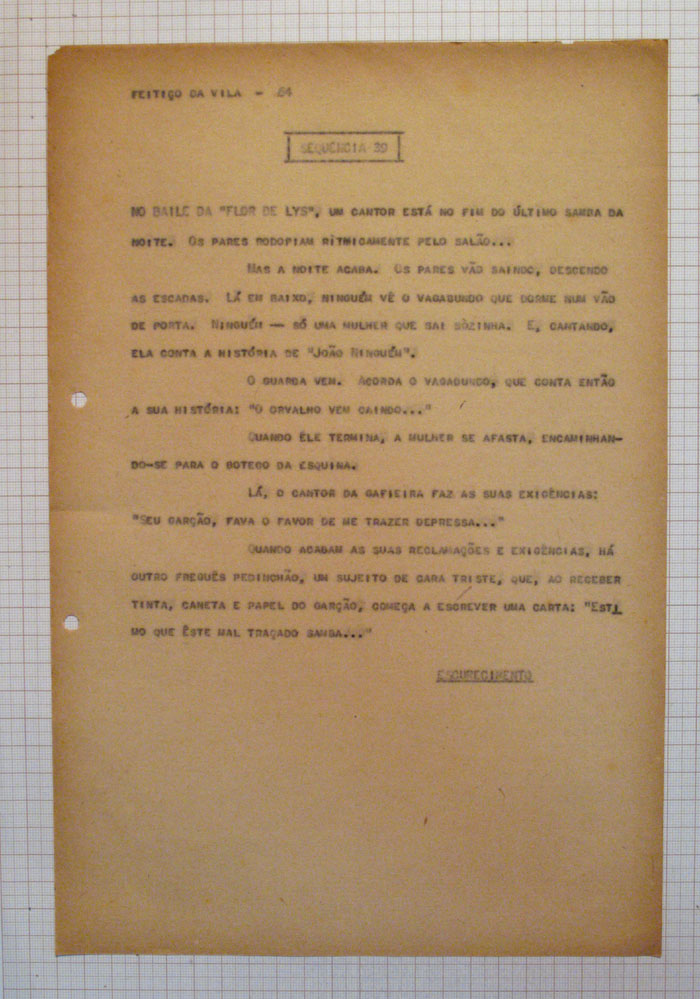 FEITIÇO DA VILA - 84
SEQUÊNCIA 39
NO BAILE DA "FLOR DE LYS", UM CANTOR ESTÁ NO FIM DO ÚLTIMO SAMBA DA
NOITE. OS PARES RODOPIAM RÍTMICAMENTE PELO SALÃO...
MAS A NOITE ACABA. OS PARES VÃO SAINDO, DESCENDO
AS ESCADAS. LÁ EM BAIXO, NINGUÉM VÊ O VAGABUNDO QUE DORME NUM VÃO
DE PORTA. NINGUÉM — SÓ UMA MULHER QUE SAI SÒZINHA. E, CANTANDO,
ELA CONTA A HISTÓRIA DE "JOÃO NINGUÉM".
O GUARDA VEM. ACORDA O VAGABUNDO, QUE CONTA ENTÃO
A SUA HISTÓRIA: "O ORVALHO VEM CAINDO..."
QUANDO ÊLE TERMINA, A MULHER SE AFASTA, ENCAMINHAN-
DO-SE PARA O BOTECO DA ESQUINA.
LÁ, O CANTOR DA GAFIEIRA FAZ AS SUAS EXIGÊNCIAS:
"SEU GARÇÃO, FAVA O FAVOR DE ME TRAZER DEPRESSA..."
QUANDO ACABAM AS SUAS RECLAMAÇÕES E EXIGÊNCIAS, HÁ
OUTRO FREGUÊS PEDINCHÃO, UM SUJEITO DE CARA TRISTE, QUE, AO RECEBER
TINTA, CANETA E PAPEL DO GARÇÃO, COMEÇA A ESCREVER UMA CARTA: "ESTI
MO QUE ÊSTE MAL TRAÇADO SAMBA..."
ESCURECIMENTO